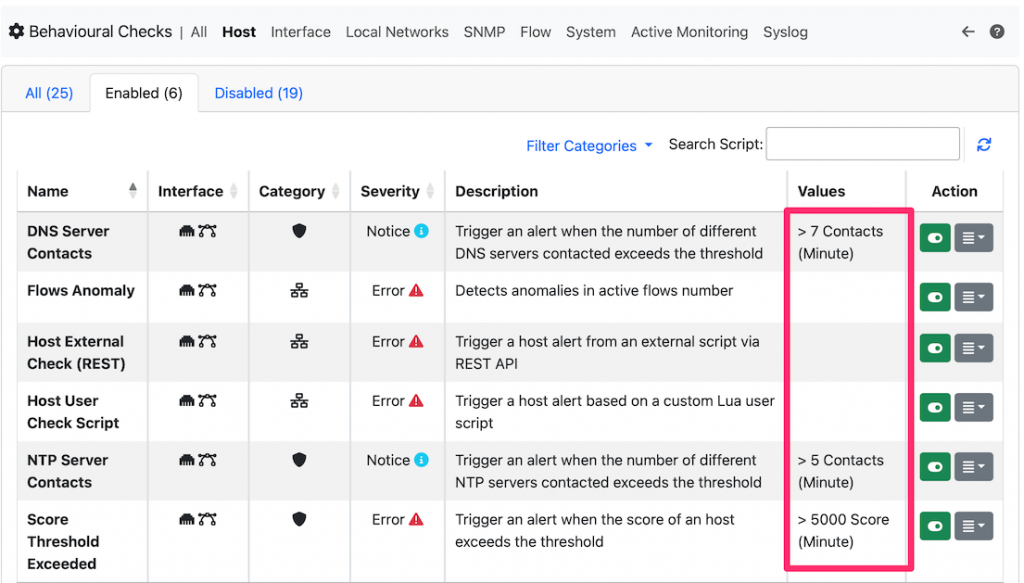 Behavioural Checks | All Host Interface Local Networks SNMP Flow System Active Monitoring Syslog
All (25) Enabled (6) Disabled (19)
Filter Categories Search Script:
Name Interface Category Severity Description Values Action
DNS Server Contacts Notice Trigger an alert when the number of different DNS servers contacted exceeds the threshold > 7 Contacts (Minute)
Flows Anomaly Error Detects anomalies in active flows number
Host External Check (REST) Error Trigger a host alert from an external script via REST API
Host User Check Script Error Trigger a host alert based on a custom Lua user script
NTP Server Contacts Notice Trigger an alert when the number of different NTP servers contacted exceeds the threshold > 5 Contacts (Minute)
Score Threshold Exceeded Error Trigger an alert when the score of an host exceeds the threshold > 5000 Score (Minute)